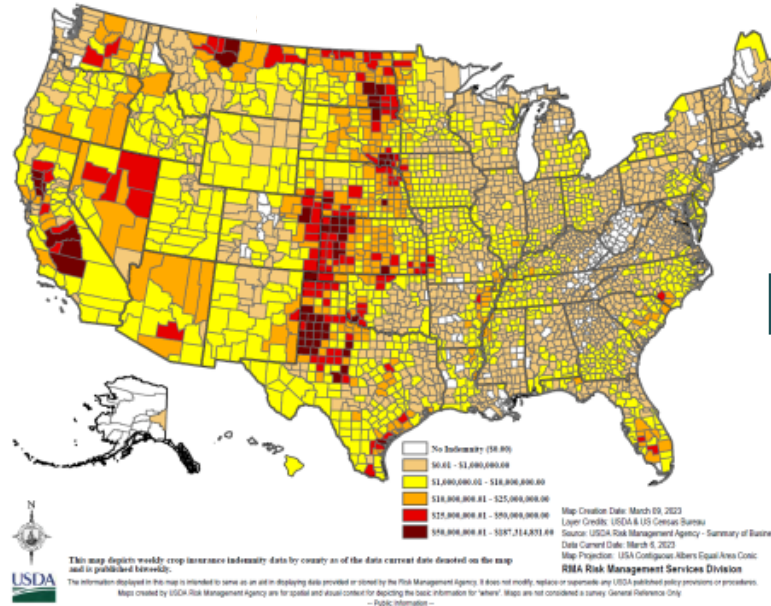 No Indemnity ($0.00)
$0.01 - $1,000,000.00
$1,000,000.01 - $10,000,000.00
$10,000,000.01 - $25,000,000.00
$25,000,000.01 - $50,000,000.00
$50,000,000.01 - $187,314,831.00
Map Creation Date: March 09, 2023
Layer Credits: USDA & US Census Bureau
Source: USDA Risk Management Agency - Summary of Busine
Data Current Date: March 6, 2023
Map Projection: USA Contiguous Albers Equal Area Conic
RMA Risk Management Services Division
N
This map depicts weekly crop insurance indemnity data by county as of the data current date denoted on the map
and is published biweekly.
USDA
The information displayed in this map is intended to serve as an aid in displaying data provided or stored by the Risk Management Agency. It does not modify, replace or supersede any USDA published policy provisions or procedures.
Maps created by USDA Risk Management Agency are for spatial and visual context for depicting the basic information for "where". Maps are not considered a survey. General Reference Only.
-- Public Information --